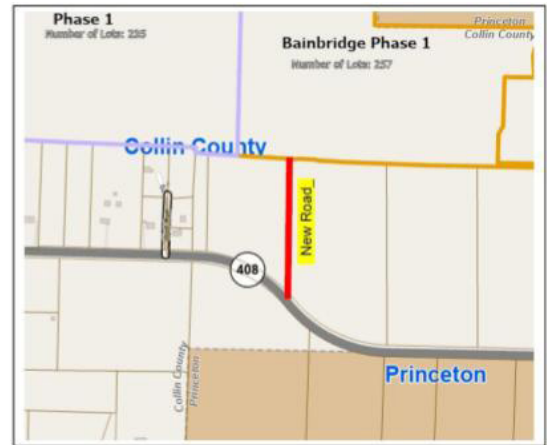 Phase 1
Number of Lots: 235
Bainbridge Phase 1
Number of Lots: 257
Princeton
Collin County
Collin County
New Road_
408
Collin County
Princeton
Princeton